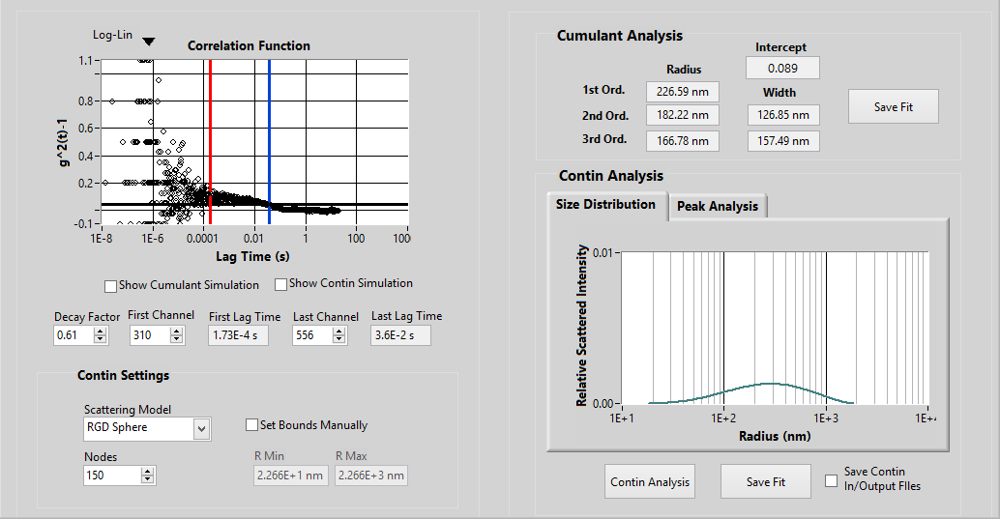 Log-Lin
Correlation Function
g^2(t)-1
1.1
0.8
0.6
0.4
0.2
-0.1
1E-8 1E-6 0.0001 0.01 1 100 100
Lag Time (s)
Show Cumulant Simulation Show Contin Simulation
Decay Factor First Channel First Lag Time Last Channel Last Lag Time
0.61 310 1.73E-4 s 556 3.6E-2 s
Contin Settings
Scattering Model
RGD Sphere
Set Bounds Manually
Nodes R Min R Max
150 2.266E+1 nm 2.266E+3 nm
Cumulant Analysis
Intercept
Radius 0.089
1st Ord. 226.59 nm Width
2nd Ord. 182.22 nm 126.85 nm
3rd Ord. 166.78 nm 157.49 nm
Save Fit
Contin Analysis
Size Distribution Peak Analysis
Relative Scattered Intensity
0.01
0.00
1E+1 1E+2 1E+3 1E+
Radius (nm)
Contin Analysis Save Fit Save Contin
In/Output FIles